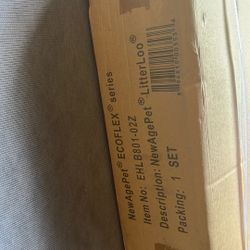 NewAgePet® ECOFLEX® series
Item No: EHLB801-02Z
Description: NewAgePet® LitterLoo®
Packing: 1 SET